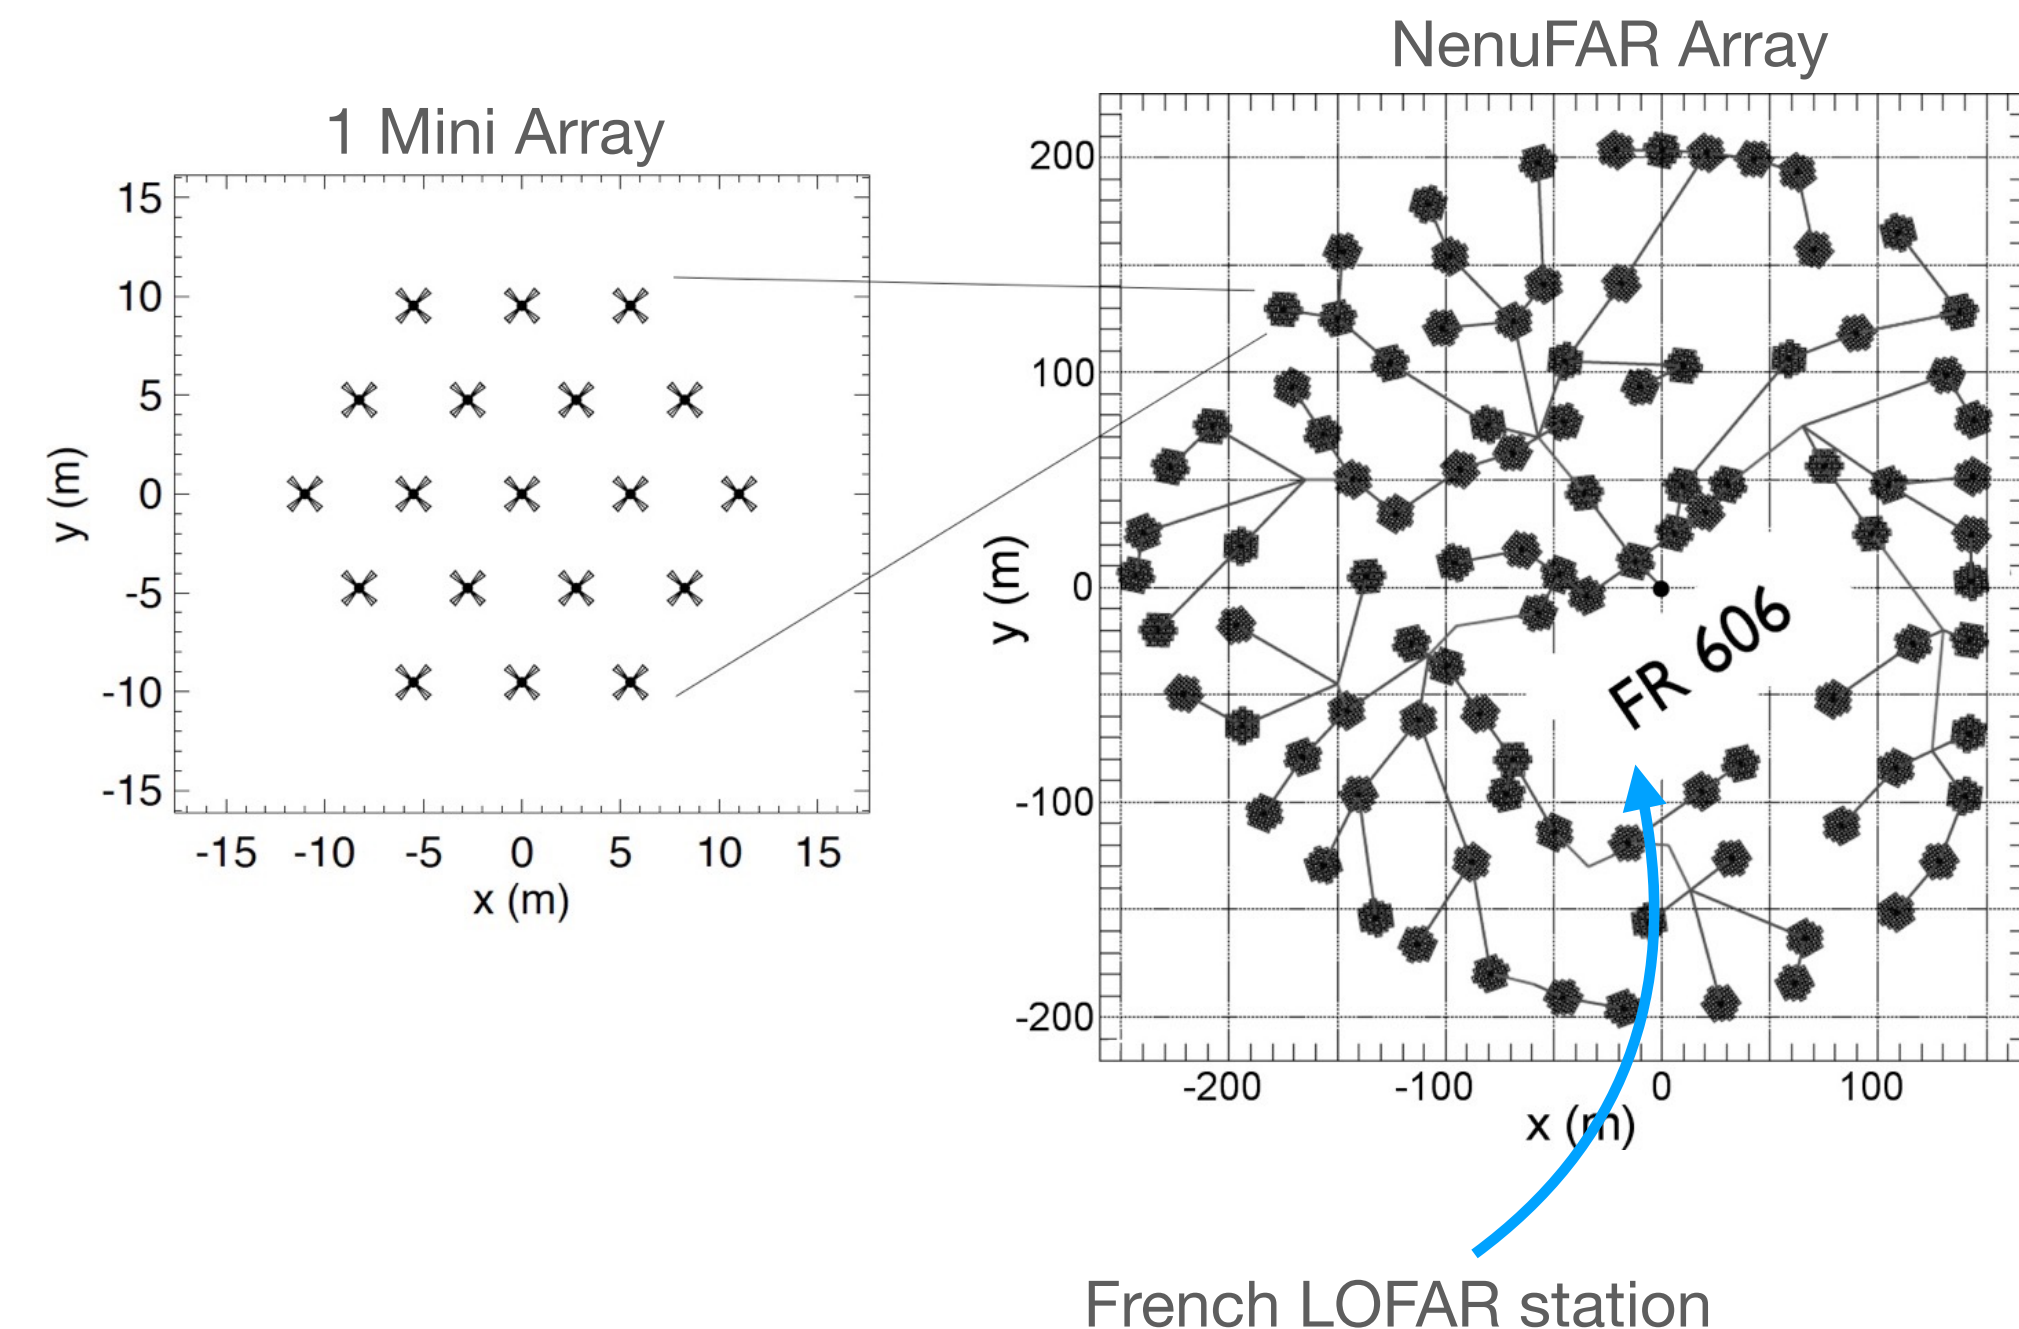 NenuFAR Array
1 Mini Array
15
10
5
0
-5
-10
-15
y (m)
-15 -10 -5 0 5 10 15
x (m)
200
100
0
-100
-200
y (m)
FR 606
-200 -100 0 100
x (m)
French LOFAR station